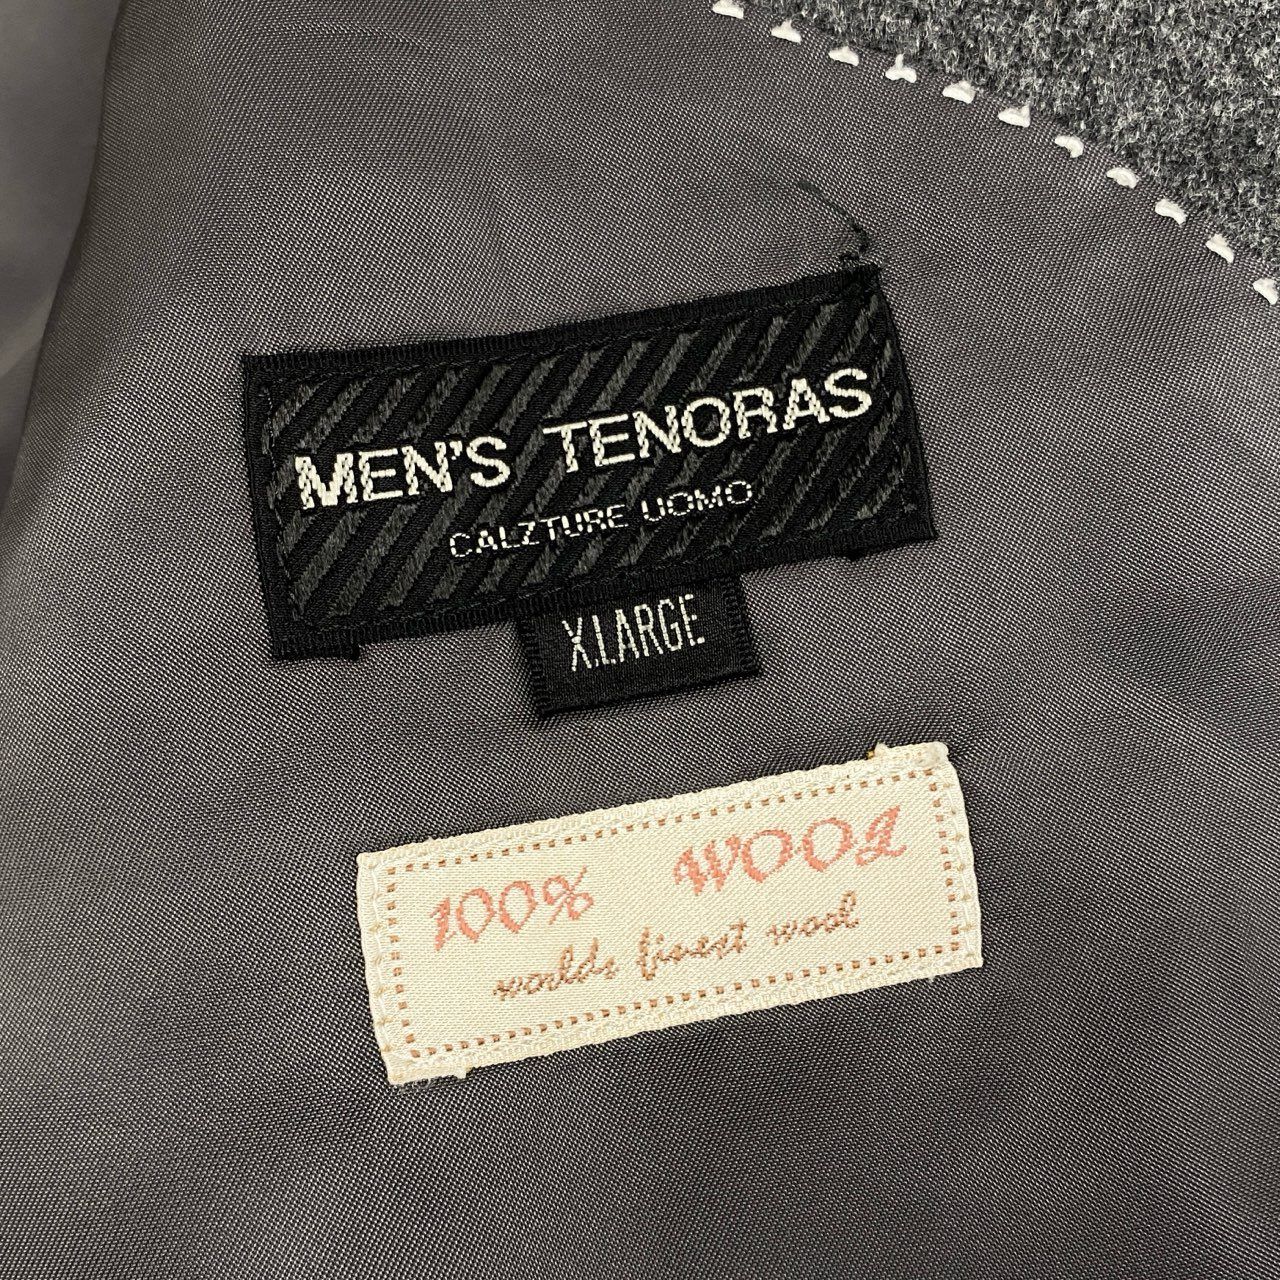 MEN'S TENORAS
CALZTURE UOMO
X.LARGE
100% WOOL
worlds finest wool